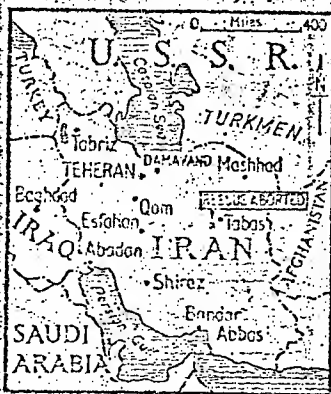 0 Miles 400
U. S. S. R.
TURKEY
Caspian Sea
TURKMEN
Tabriz
TEHERAN DAMAVAND Mashhad
Baghdad
Qom
RESCUE ABORTED
Esfahan Tabas
IRAQ Abadan IRAN
AFGHANISTAN
Shiraz
Persian Gu
Bandar
Abbas
SAUDI
ARABIA